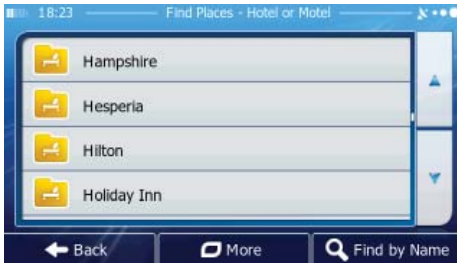 18:23 Find Places - Hotel or Motel
Hampshire
Hesperia
Hilton
Holiday Inn
Back More Find by Name